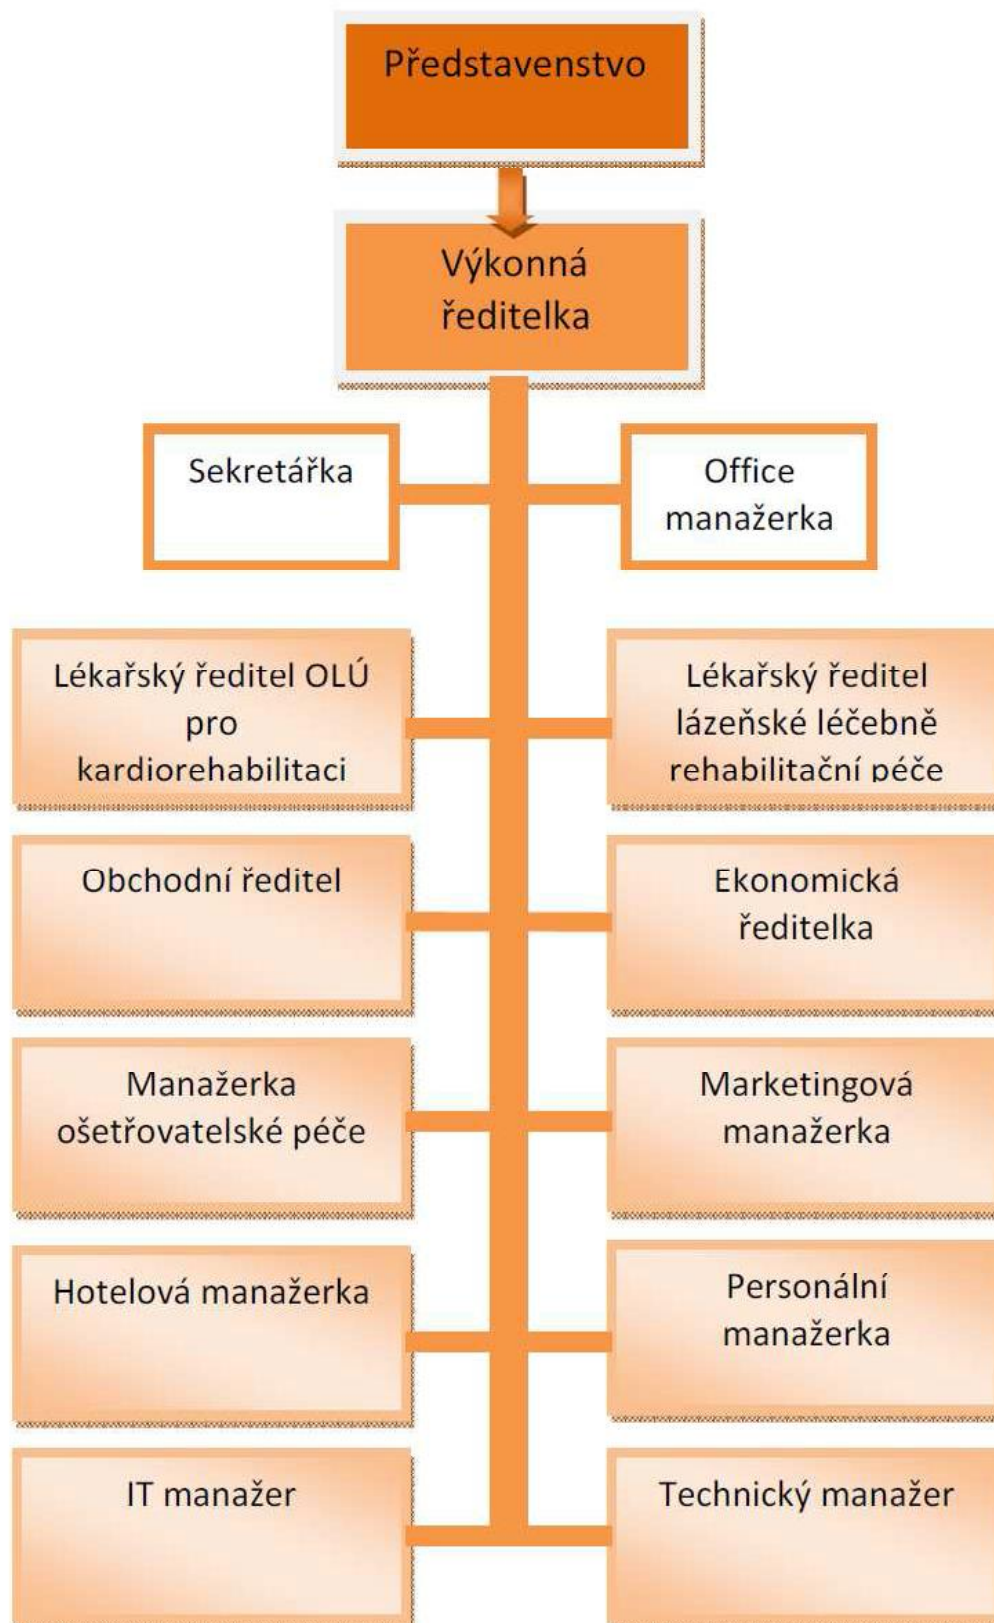 Představenstvo
Výkonná
ředitelka
Sekretářka
Office
manažerka
Lékařský ředitel OLÚ
pro
kardiorehabilitaci
Lékařský ředitel
lázeňské léčebně
rehabilitační péče
Obchodní ředitel
Ekonomická
ředitelka
Manažerka
ošetřovatelské péče
Marketingová
manažerka
Hotelová manažerka
Personální
manažerka
IT manažer
Technický manažer